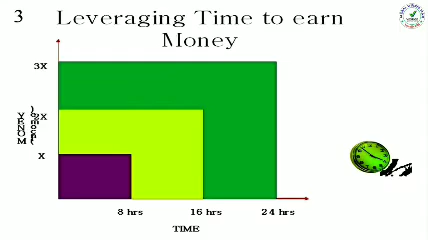 3
Leveraging Time to earn
Money
3X
2X
X
8 hrs
16 hrs
24 hrs
TIME